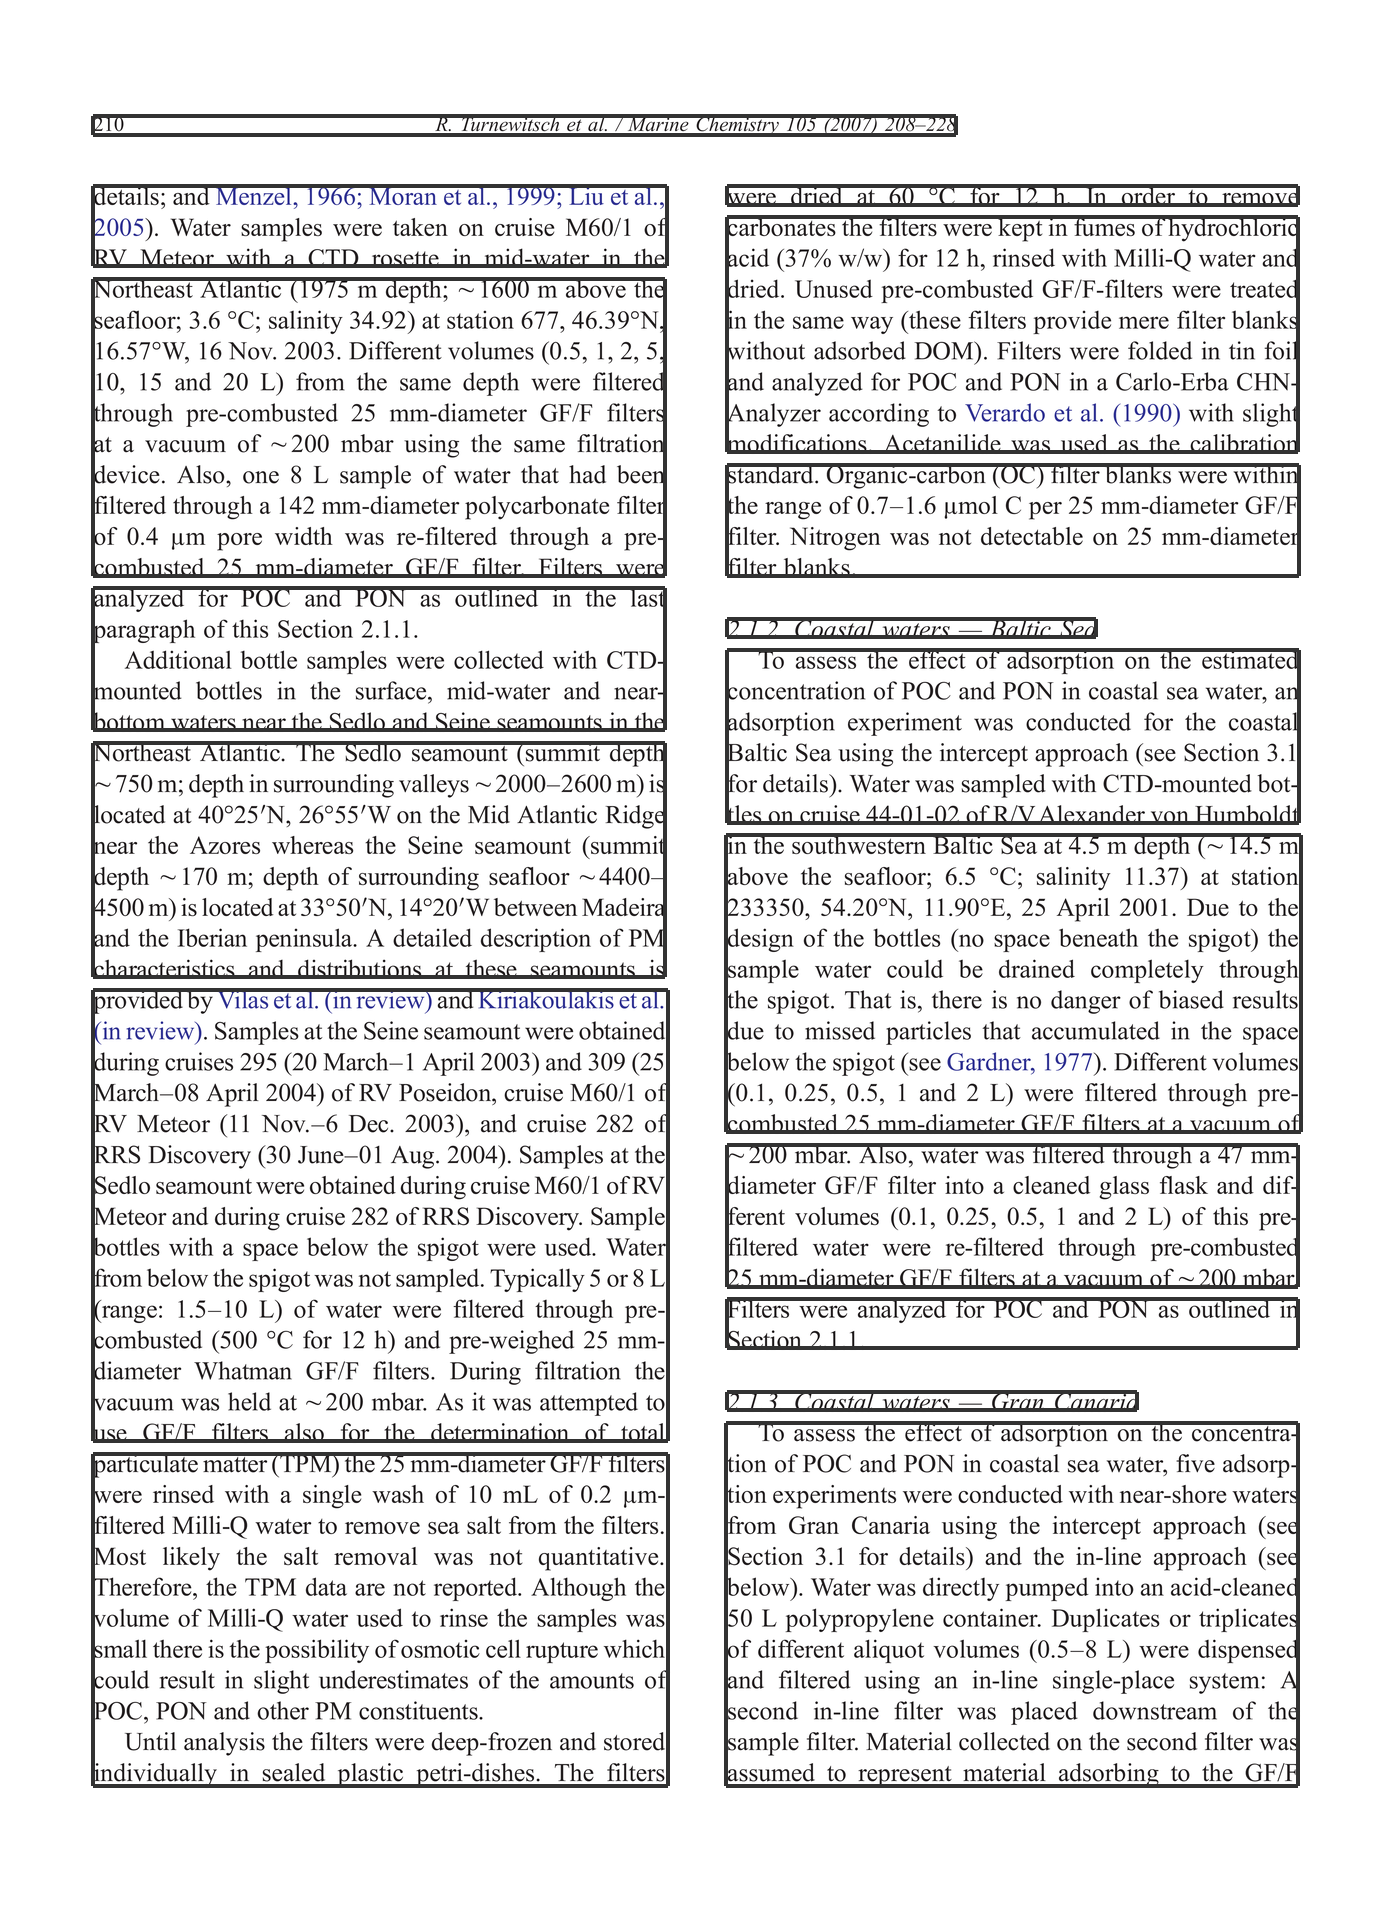 210
R. Turnewitsch et al. / Marine Chemistry 105 (2007) 208–228
details; and Menzel, 1966; Moran et al., 1999; Liu et al.,
2005). Water samples were taken on cruise M60/1 of
RV Meteor with a CTD rosette in mid-water in the
Northeast Atlantic (1975 m depth; ~1600 m above the
seafloor; 3.6 °C; salinity 34.92) at station 677, 46.39°N,
16.57°W, 16 Nov. 2003. Different volumes (0.5, 1, 2, 5,
10, 15 and 20 L) from the same depth were filtered
through pre-combusted 25 mm-diameter GF/F filters
at a vacuum of ~200 mbar using the same filtration
device. Also, one 8 L sample of water that had been
filtered through a 142 mm-diameter polycarbonate filter
of 0.4 μm pore width was re-filtered through a pre-
combusted 25 mm-diameter GF/F filter. Filters were
analyzed for POC and PON as outlined in the last
paragraph of this Section 2.1.1.
Additional bottle samples were collected with CTD-
mounted bottles in the surface, mid-water and near-
bottom waters near the Sedlo and Seine seamounts in the
Northeast Atlantic. The Sedlo seamount (summit depth
~750 m; depth in surrounding valleys ~2000–2600 m) is
located at 40°25′N, 26°55′W on the Mid Atlantic Ridge
near the Azores whereas the Seine seamount (summit
depth ~170 m; depth of surrounding seafloor ~4400–
4500 m) is located at 33°50′N, 14°20′W between Madeira
and the Iberian peninsula. A detailed description of PM
characteristics and distributions at these seamounts is
provided by Vilas et al. (in review) and Kiriakoulakis et al.
(in review). Samples at the Seine seamount were obtained
during cruises 295 (20 March–1 April 2003) and 309 (25
March–08 April 2004) of RV Poseidon, cruise M60/1 of
RV Meteor (11 Nov.–6 Dec. 2003), and cruise 282 of
RRS Discovery (30 June–01 Aug. 2004). Samples at the
Sedlo seamount were obtained during cruise M60/1 of RV
Meteor and during cruise 282 of RRS Discovery. Sample
bottles with a space below the spigot were used. Water
from below the spigot was not sampled. Typically 5 or 8 L
(range: 1.5–10 L) of water were filtered through pre-
combusted (500 °C for 12 h) and pre-weighed 25 mm-
diameter Whatman GF/F filters. During filtration the
vacuum was held at ~200 mbar. As it was attempted to
use GF/F filters also for the determination of total
particulate matter (TPM) the 25 mm-diameter GF/F filters
were rinsed with a single wash of 10 mL of 0.2 μm-
filtered Milli-Q water to remove sea salt from the filters.
Most likely the salt removal was not quantitative.
Therefore, the TPM data are not reported. Although the
volume of Milli-Q water used to rinse the samples was
small there is the possibility of osmotic cell rupture which
could result in slight underestimates of the amounts of
POC, PON and other PM constituents.
Until analysis the filters were deep-frozen and stored
individually in sealed plastic petri-dishes. The filters
were dried at 60 °C for 12 h. In order to remove
carbonates the filters were kept in fumes of hydrochloric
acid (37% w/w) for 12 h, rinsed with Milli-Q water and
dried. Unused pre-combusted GF/F-filters were treated
in the same way (these filters provide mere filter blanks
without adsorbed DOM). Filters were folded in tin foil
and analyzed for POC and PON in a Carlo-Erba CHN-
Analyzer according to Verardo et al. (1990) with slight
modifications. Acetanilide was used as the calibration
standard. Organic-carbon (OC) filter blanks were within
the range of 0.7–1.6 μmol C per 25 mm-diameter GF/F
filter. Nitrogen was not detectable on 25 mm-diameter
filter blanks.
2.1.2. Coastal waters — Baltic Sea
To assess the effect of adsorption on the estimated
concentration of POC and PON in coastal sea water, an
adsorption experiment was conducted for the coastal
Baltic Sea using the intercept approach (see Section 3.1
for details). Water was sampled with CTD-mounted bot-
tles on cruise 44-01-02 of R/V Alexander von Humboldt
in the southwestern Baltic Sea at 4.5 m depth (~14.5 m
above the seafloor; 6.5 °C; salinity 11.37) at station
233350, 54.20°N, 11.90°E, 25 April 2001. Due to the
design of the bottles (no space beneath the spigot) the
sample water could be drained completely through
the spigot. That is, there is no danger of biased results
due to missed particles that accumulated in the space
below the spigot (see Gardner, 1977). Different volumes
(0.1, 0.25, 0.5, 1 and 2 L) were filtered through pre-
combusted 25 mm-diameter GF/F filters at a vacuum of
~200 mbar. Also, water was filtered through a 47 mm-
diameter GF/F filter into a cleaned glass flask and dif-
ferent volumes (0.1, 0.25, 0.5, 1 and 2 L) of this pre-
filtered water were re-filtered through pre-combusted
25 mm-diameter GF/F filters at a vacuum of ~200 mbar.
Filters were analyzed for POC and PON as outlined in
Section 2.1.1.
2.1.3. Coastal waters — Gran Canaria
To assess the effect of adsorption on the concentra-
tion of POC and PON in coastal sea water, five adsorp-
tion experiments were conducted with near-shore waters
from Gran Canaria using the intercept approach (see
Section 3.1 for details) and the in-line approach (see
below). Water was directly pumped into an acid-cleaned
50 L polypropylene container. Duplicates or triplicates
of different aliquot volumes (0.5–8 L) were dispensed
and filtered using an in-line single-place system: A
second in-line filter was placed downstream of the
sample filter. Material collected on the second filter was
assumed to represent material adsorbing to the GF/F